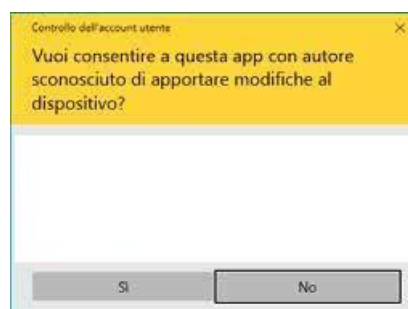 Controllo dell'account utente
Vuoi consentire a questa app con autore
sconosciuto di apportare modifiche al
dispositivo?
Sì No